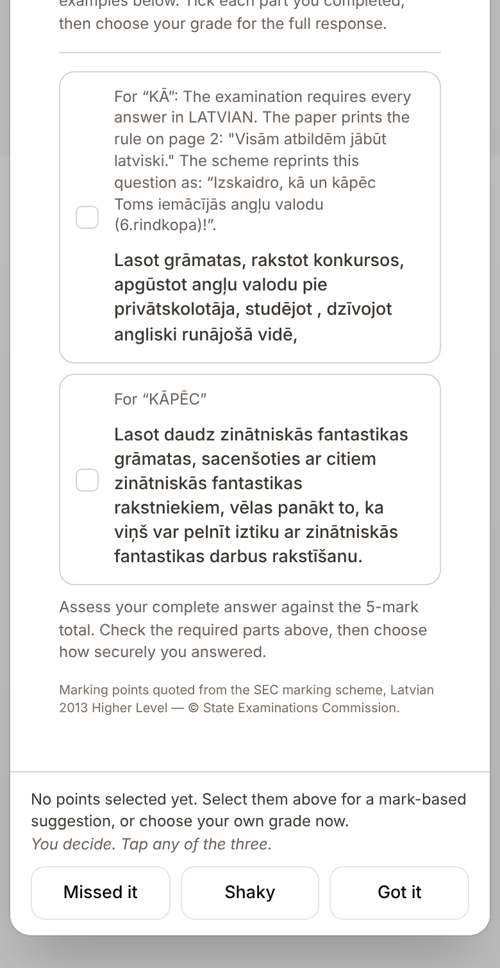 examples below. Tick each part you completed,
then choose your grade for the full response.
For “KĀ”: The examination requires every
answer in LATVIAN. The paper prints the
rule on page 2: "Visām atbildēm jābūt
latviski." The scheme reprints this
question as: “Izskaidro, kā un kāpēc
Toms iemācījās angļu valodu
(6.rindkopa)!”.
Lasot grāmatas, rakstot konkursos,
apgūstot angļu valodu pie
privātskolotāja, studējot , dzīvojot
angliski runājošā vidē,
For “KĀPĒC”
Lasot daudz zinātniskās fantastikas
grāmatas, sacenšoties ar citiem
zinātniskās fantastikas
rakstniekiem, vēlas panākt to, ka
viņš var pelnīt iztiku ar zinātniskās
fantastikas darbus rakstīšanu.
Assess your complete answer against the 5-mark
total. Check the required parts above, then choose
how securely you answered.
Marking points quoted from the SEC marking scheme, Latvian
2013 Higher Level — © State Examinations Commission.
No points selected yet. Select them above for a mark-based
suggestion, or choose your own grade now.
You decide. Tap any of the three.
Missed it
Shaky
Got it